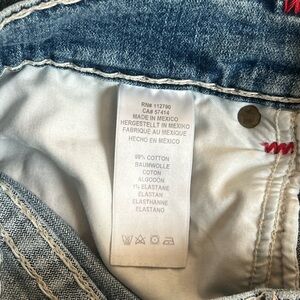 RN# 112790
CA# 57414
MADE IN MEXICO
HERGESTELLT IN MEXIKO
FABRIQUÉ AU MEXIQUE
HECHO EN MÉXICO
99% COTTON
BAUMWOLLE
COTON
ALGODÓN
1% ELASTANE
ELASTAN
ÉLASTHANNE
ELASTANO